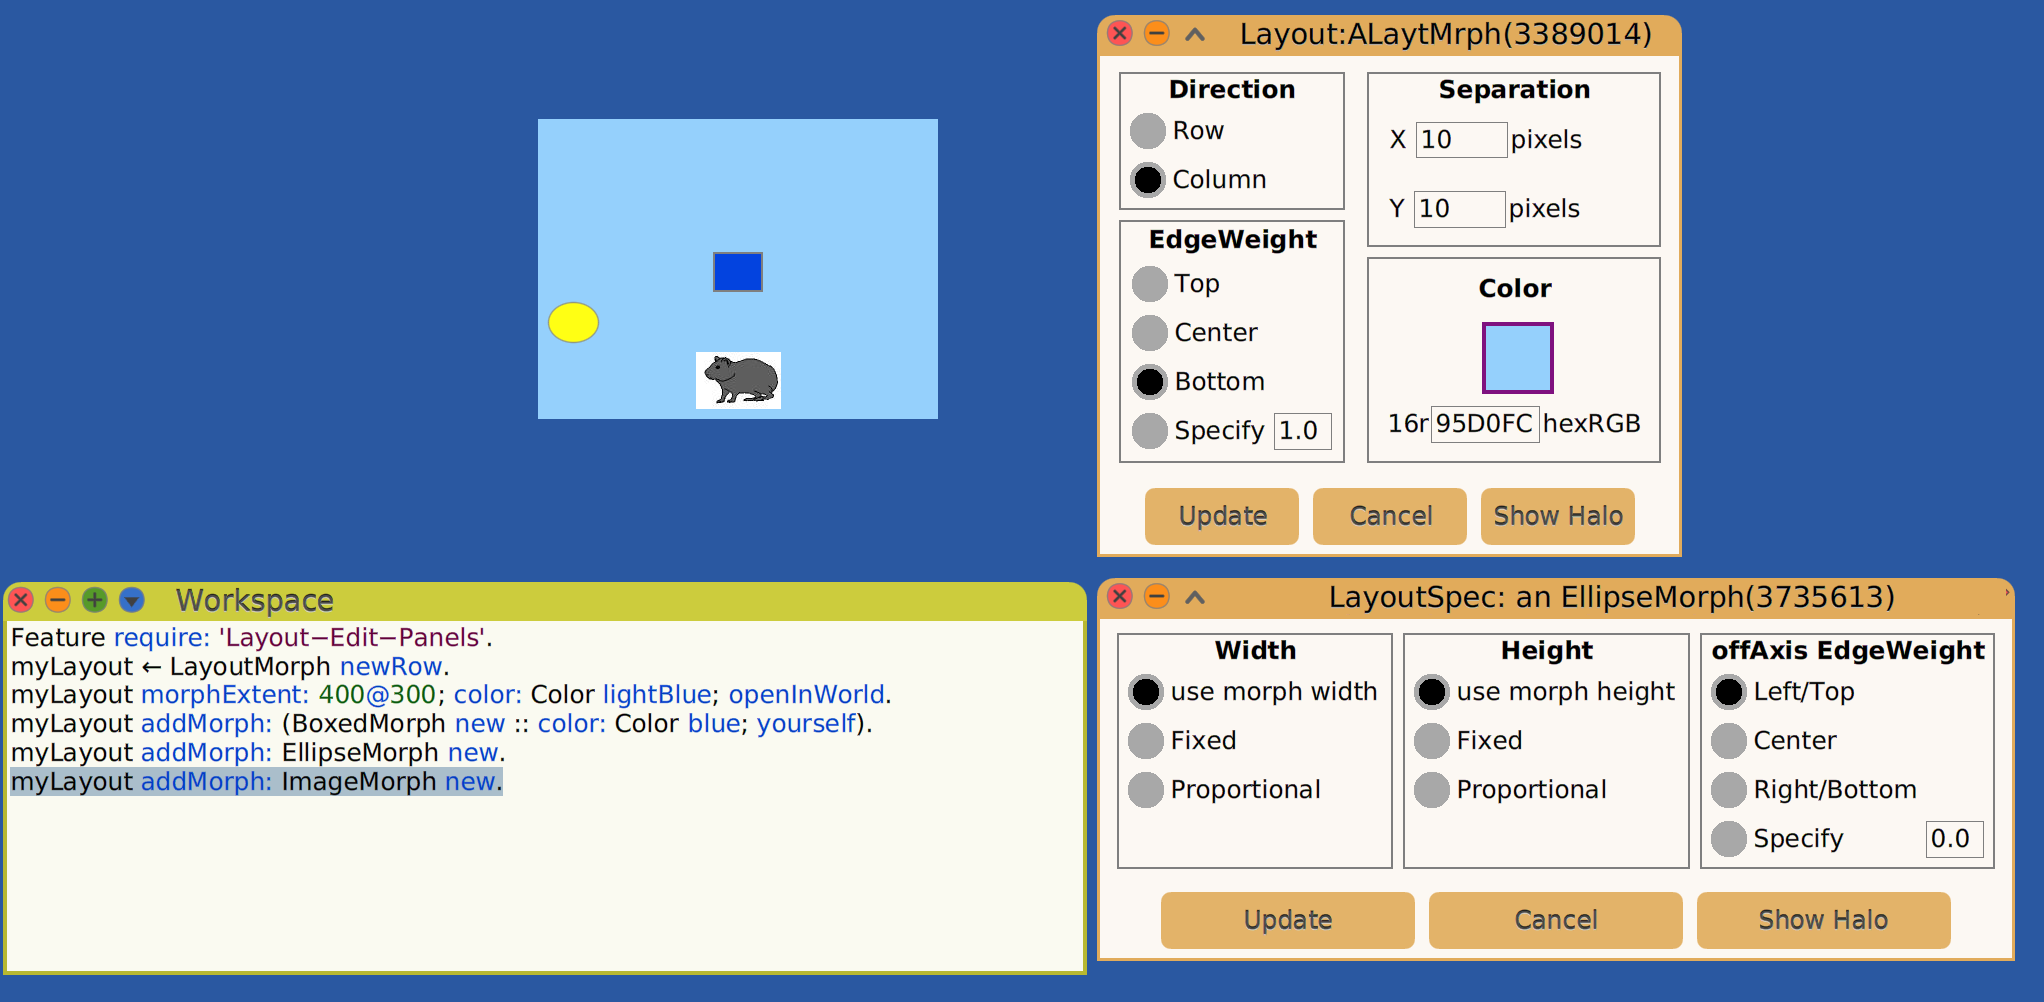 Layout:ALaytMrph(3389014)
Direction
Row
Column
Separation
X 10 pixels
Y 10 pixels
EdgeWeight
Top
Center
Bottom
Specify 1.0
Color
16r 95D0FC hexRGB
Update Cancel Show Halo
Workspace
Feature require: 'Layout−Edit−Panels'.
myLayout ← LayoutMorph newRow.
myLayout morphExtent: 400@300; color: Color lightBlue; openInWorld.
myLayout addMorph: (BoxedMorph new :: color: Color blue; yourself).
myLayout addMorph: EllipseMorph new.
myLayout addMorph: ImageMorph new.
LayoutSpec: an EllipseMorph(3735613)
Width
use morph width
Fixed
Proportional
Height
use morph height
Fixed
Proportional
offAxis EdgeWeight
Left/Top
Center
Right/Bottom
Specify 0.0
Update Cancel Show Halo